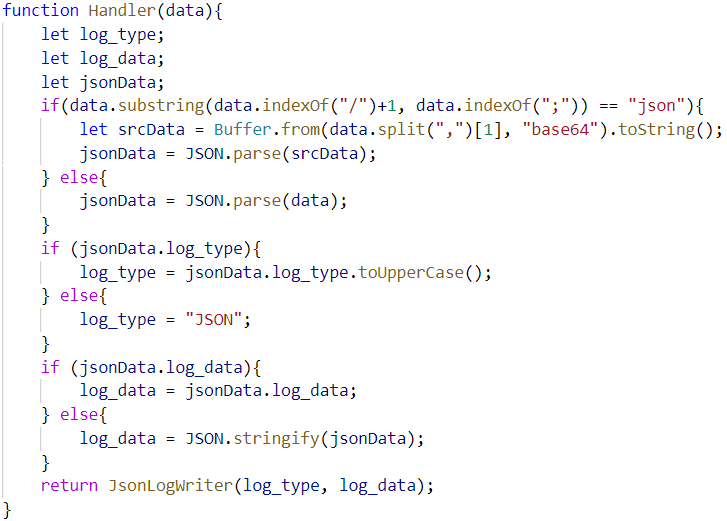 function Handler(data){
    let log_type;
    let log_data;
    let jsonData;
    if(data.substring(data.indexOf("/")+1, data.indexOf(";")) == "json"){
        let srcData = Buffer.from(data.split(",")[1], "base64").toString();
        jsonData = JSON.parse(srcData);
    } else{
        jsonData = JSON.parse(data);
    }
    if (jsonData.log_type){
        log_type = jsonData.log_type.toUpperCase();
    } else{
        log_type = "JSON";
    }
    if (jsonData.log_data){
        log_data = jsonData.log_data;
    } else{
        log_data = JSON.stringify(jsonData);
    }
    return JsonLogWriter(log_type, log_data);
}